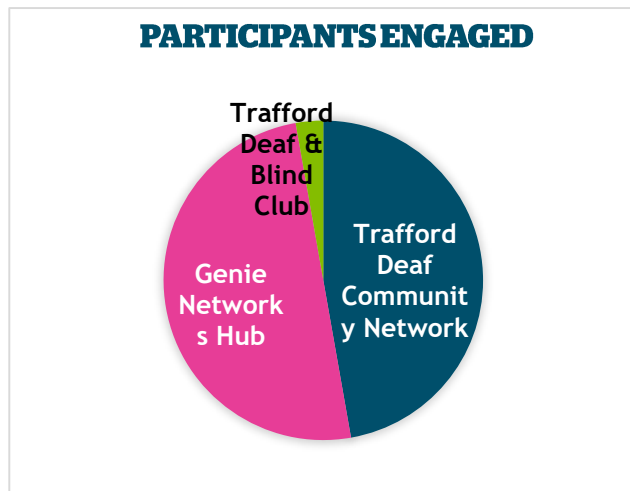 PARTICIPANTS ENGAGED
Trafford
Deaf &
Blind
Club
Trafford
Deaf
Communit
y Network
Genie
Network
s Hub